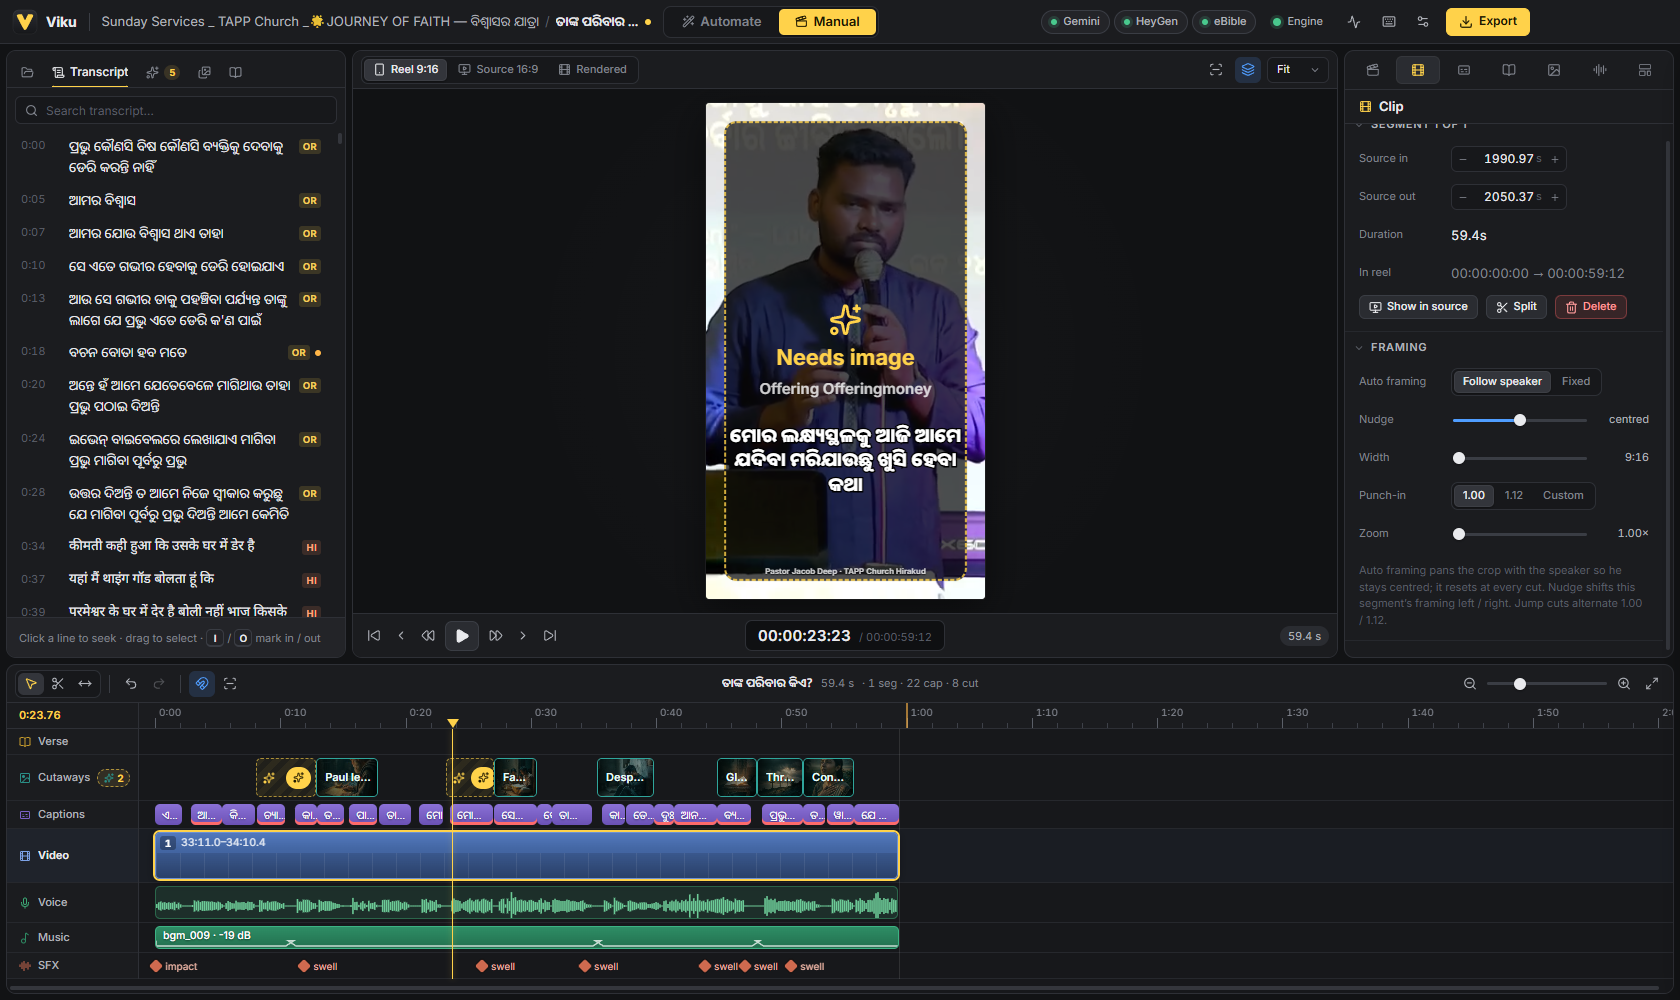 Viku
Sunday Services _ TAPP Church _🌟JOURNEY OF FAITH — ବିଶ୍ୱାସର ଯାତ୍ରା / ତାଙ୍କ ପରିବାର ...
Automate
Manual
Gemini
HeyGen
eBible
Engine
Export
Transcript
5
Search transcript...
0:00 ପ୍ରଭୁ କୌଣସି ବିଷ କୌଣସି ବ୍ୟକ୍ତିକୁ ଦେବାକୁ OR
ଡେରି କରନ୍ତି ନାହିଁ
0:05 ଆମର ବିଶ୍ୱାସ OR
0:07 ଆମର ଯୋଉ ବିଶ୍ୱାସ ଥାଏ ତାହା OR
0:10 ସେ ଏତେ ଗଭୀର ହେବାକୁ ଡେରି ହୋଇଯାଏ OR
0:13 ଆଉ ସେ ଗଭୀର ତାକୁ ପହଞ୍ଚିବା ପର୍ଯ୍ୟନ୍ତ ତାଙ୍କୁ OR
ଲାଗେ ଯେ ପ୍ରଭୁ ଏତେ ଡେରି କ'ଣ ପାଇଁ
0:18 ବଚନ ବୋତା ହବ ମତେ OR
0:20 ଅନ୍ତେ ହଁ ଆମେ ଯେତେବେଳେ ମାଗିଥାଉ ତାହା OR
ପ୍ରଭୁ ପଠାଇ ଦିଅନ୍ତି
0:24 ଇଭେନ୍ ବାଇବେଲରେ ଲେଖାଯାଏ ମାଗିବା OR
ପ୍ରଭୁ ମାଗିବା ପୂର୍ବରୁ ପ୍ରଭୁ
0:28 ଉତ୍ତର ଦିଅନ୍ତି ତ ଆମେ ନିଜେ ସ୍ୱୀକାର କରୁଛୁ OR
ଯେ ମାଗିବା ପୂର୍ବରୁ ପ୍ରଭୁ ଦିଅନ୍ତି ଆମେ କେମିତି
0:34 कीमती कही हुआ कि उसके घर में डेर है HI
0:37 यहां मैं थाइंग गॉड बोलता हूं कि HI
0:39 परमेश्वर के घर में देर है बोली नहीं भाज किसके HI
Click a line to seek · drag to select · I / O mark in / out
Reel 9:16
Source 16:9
Rendered
Fit
Needs image
Offering Offeringmoney
ମୋର ଲକ୍ଷ୍ୟସ୍ଥଳକୁ ଆଜି ଆମେ
ଯଦିବା ମରିଯାଉଛୁ ଖୁସି ହେବା
କଥା
Pastor Jacob Deep - TAPP Church Hirakud
00:00:23:23 / 00:00:59:12
59.4 s
Clip
SEGMENT 1 OF 1
Source in − 1990.97 s +
Source out − 2050.37 s +
Duration 59.4s
In reel 00:00:00:00 → 00:00:59:12
Show in source
Split
Delete
FRAMING
Auto framing Follow speaker Fixed
Nudge centred
Width 9:16
Punch-in 1.00 1.12 Custom
Zoom 1.00×
Auto framing pans the crop with the speaker so he
stays centred; it resets at every cut. Nudge shifts this
segment's framing left / right. Jump cuts alternate 1.00
/ 1.12.
ତାଙ୍କ ପରିବାର କିଏ? 59.4 s · 1 seg · 22 cap · 8 cut
0:23.76
0:00 0:10 0:20 0:30 0:40 0:50 1:00 1:10 1:20 1:30 1:40 1:50
Verse
Cutaways 2 Paul le... Fa... Desp... Gl... Thr... Con...
Captions ଏ... ଆ... କି... ବ୍ୟା... କା... ତ... ପା... ତା... ମୋ... ସେ... ତା... କା... ଡେ... ଆନ... ବ୍ୟ... ପ୍ରଭୁ... ତ... ୱା... ଯେ ...
Video 1 33:11.0–34:10.4
Voice
Music bgm_009 · -19 dB
SFX impact swell swell swell swell swell swell